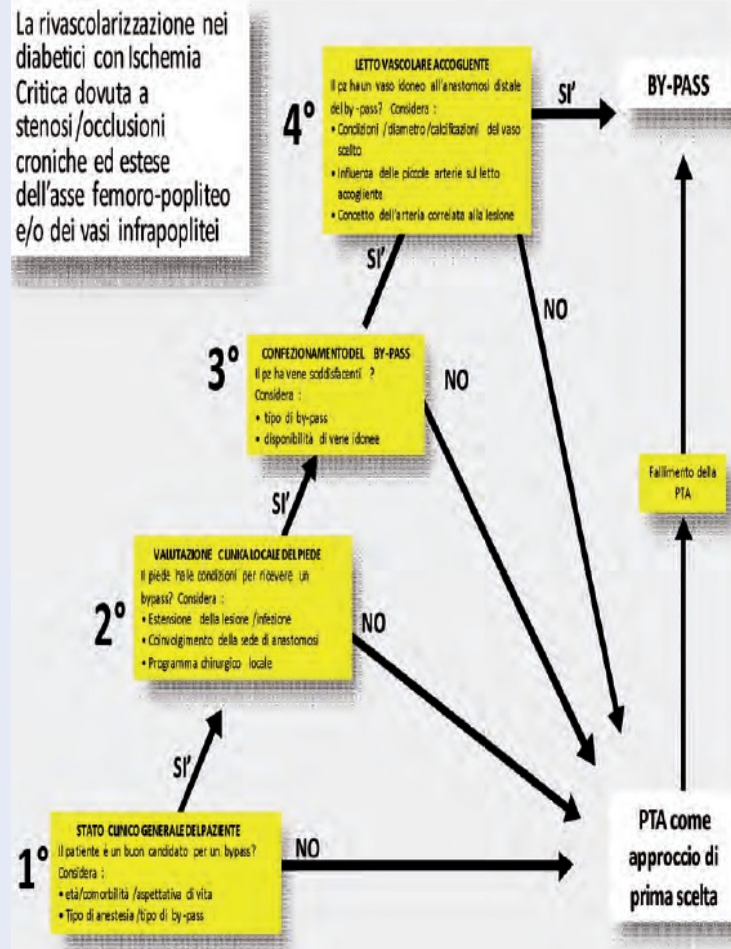 La rivascolarizzazione nei
diabetici con Ischemia
Critica dovuta a
stenosi/occlusioni
croniche ed estese
dell'asse femoro-popliteo
e/o dei vasi infrapoplitei
4°
LETTO VASCOLARE ACCOGLIENTE
Il pz ha un vaso idoneo all'anastomosi distale
del by-pass? Considera :
• Condizioni /diametro /calcificazioni del vaso
scelto
• Influenza delle piccole arterie sul letto
accogliente
• Concetto dell'arteria correlata alla lesione
SI'
BY-PASS
SI'
NO
3°
CONFEZIONAMENTO DEL BY-PASS
Il pz ha vene soddisfacenti ?
Considera :
• tipo di by-pass
• disponibilità di vene idonee
NO
Fallimento della
PTA
SI'
2°
VALUTAZIONE CLINICA LOCALE DEL PIEDE
Il piede ha le condizioni per ricevere un
bypass? Considera :
• Estensione della lesione /infezione
• Coinvolgimento della sede di anastomosi
• Programma chirurgico locale
NO
SI'
1°
STATO CLINICO GENERALE DEL PAZIENTE
Il patiente è un buon candidato per un bypass?
Considera :
• età/comorbilità /aspettativa di vita
• Tipo di anestesia /tipo di by-pass
NO
PTA come
approccio di
prima scelta